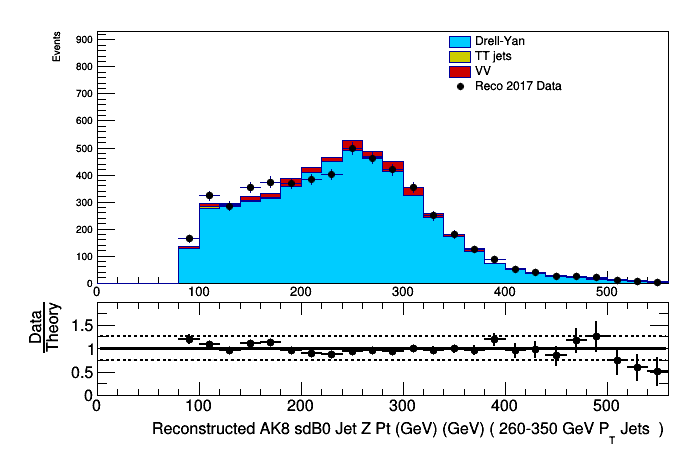 Events
900
800
700
600
500
400
300
200
100
0
0 100 200 300 400 500
Drell-Yan
TT jets
VV
Reco 2017 Data
Data
Theory
1.5
1
0.5
0
0 100 200 300 400 500
Reconstructed AK8 sdB0 Jet Z Pt (GeV) (GeV) ( 260-350 GeV P_T Jets )